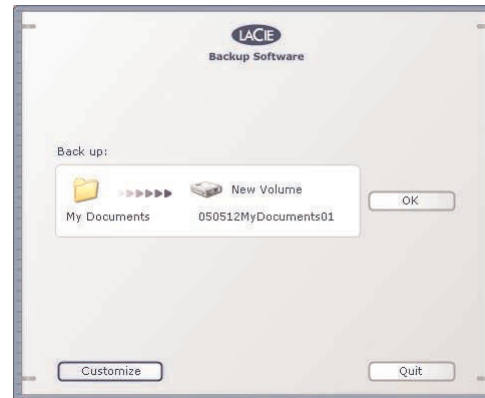 LACIE
Backup Software
Back up:
New Volume
My Documents 050512MyDocuments01
OK
Customize
Quit